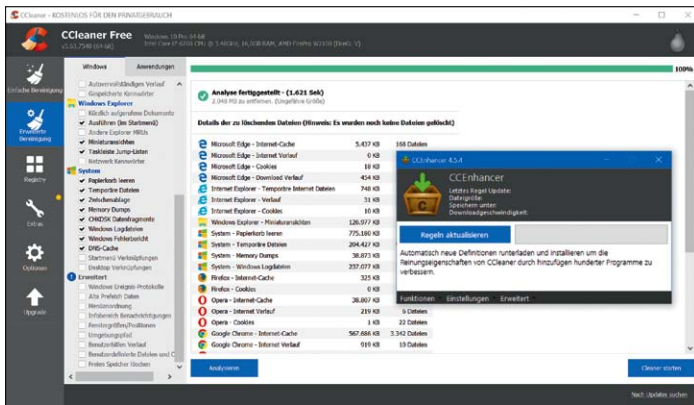 CCleaner - KOSTENLOS FÜR DEN PRIVATGEBRAUCH
CCleaner Free
Windows 10 Pro 64-bit
Einfache Bereinigung
Erweiterte Bereinigung
Registry
Extras
Optionen
Upgrade
Windows
Anwendungen
Autovervollständigen Verlauf
Gespeicherte Kennwörter
Windows Explorer
Kürzlich aufgerufene Dokumente
Ausführen (im Startmenü)
Andere Explorer MRUs
Miniaturansichten
Taskleiste Jump-Listen
Netzwerk Kennwörter
System
Papierkorb leeren
Temporäre Dateien
Zwischenablage
Memory Dumps
CHKDSK Datenfragmente
Windows Logdateien
Windows Fehlerbericht
DNS-Cache
Startmenü Verknüpfungen
Desktop Verknüpfungen
Erweitert
Windows Ereignis-Protokolle
Alte Prefetch Daten
Menüanordnung
Infobereich Benachrichtigungen
Fenstergrößen/Positionen
Umgebungspfad
Benutzerhilfen Verlauf
Benutzerdefinierte Dateien und C
Freien Speicher löschen
100%
Analyse fertiggestellt - (1.621 Sek)
2.048 MB zu entfernen. (Ungefähre Größe)
Details der zu löschenden Dateien (Hinweis: Es wurden noch keine Dateien gelöscht)
Microsoft Edge - Internet-Cache 5.437 KB 168 Dateien
Microsoft Edge - Internet Verlauf 0 KB
Microsoft Edge - Cookies 18 KB
Microsoft Edge - Download Verlauf 454 KB
Internet Explorer - Temporäre Internet Dateien 748 KB
Internet Explorer - Verlauf 31 KB
Internet Explorer - Cookies 10 KB
Windows Explorer - Miniaturansichten 126.977 KB
System - Papierkorb leeren 775.180 KB
System - Temporäre Dateien 204.427 KB
System - Memory Dumps 38.873 KB
System - Windows Logdateien 237.077 KB
Firefox - Internet-Cache 325 KB
Firefox - Cookies 0 KB
Opera - Internet-Cache 38.807 KB
Opera - Internet Verlauf 219 KB 6 Dateien
Opera - Cookies 1 KB 22 Dateien
Google Chrome - Internet-Cache 567.686 KB 3.342 Dateien
Google Chrome - Internet Verlauf 919 KB 10 Dateien
CCEnhancer 4.5.4
CCEnhancer
Letztes Regel Update:
Dateigröße:
Speichern unter:
Downloadgeschwindigkeit:
Regeln aktualisieren
Automatisch neue Definitionen runterladen und installieren um die
Reinungseigenschaften von CCleaner durch hinzufügen hunderter Programme zu
verbessern.
Funktionen Einstellungen Erweitert
Analysieren
Cleaner starten
Nach Updates suchen